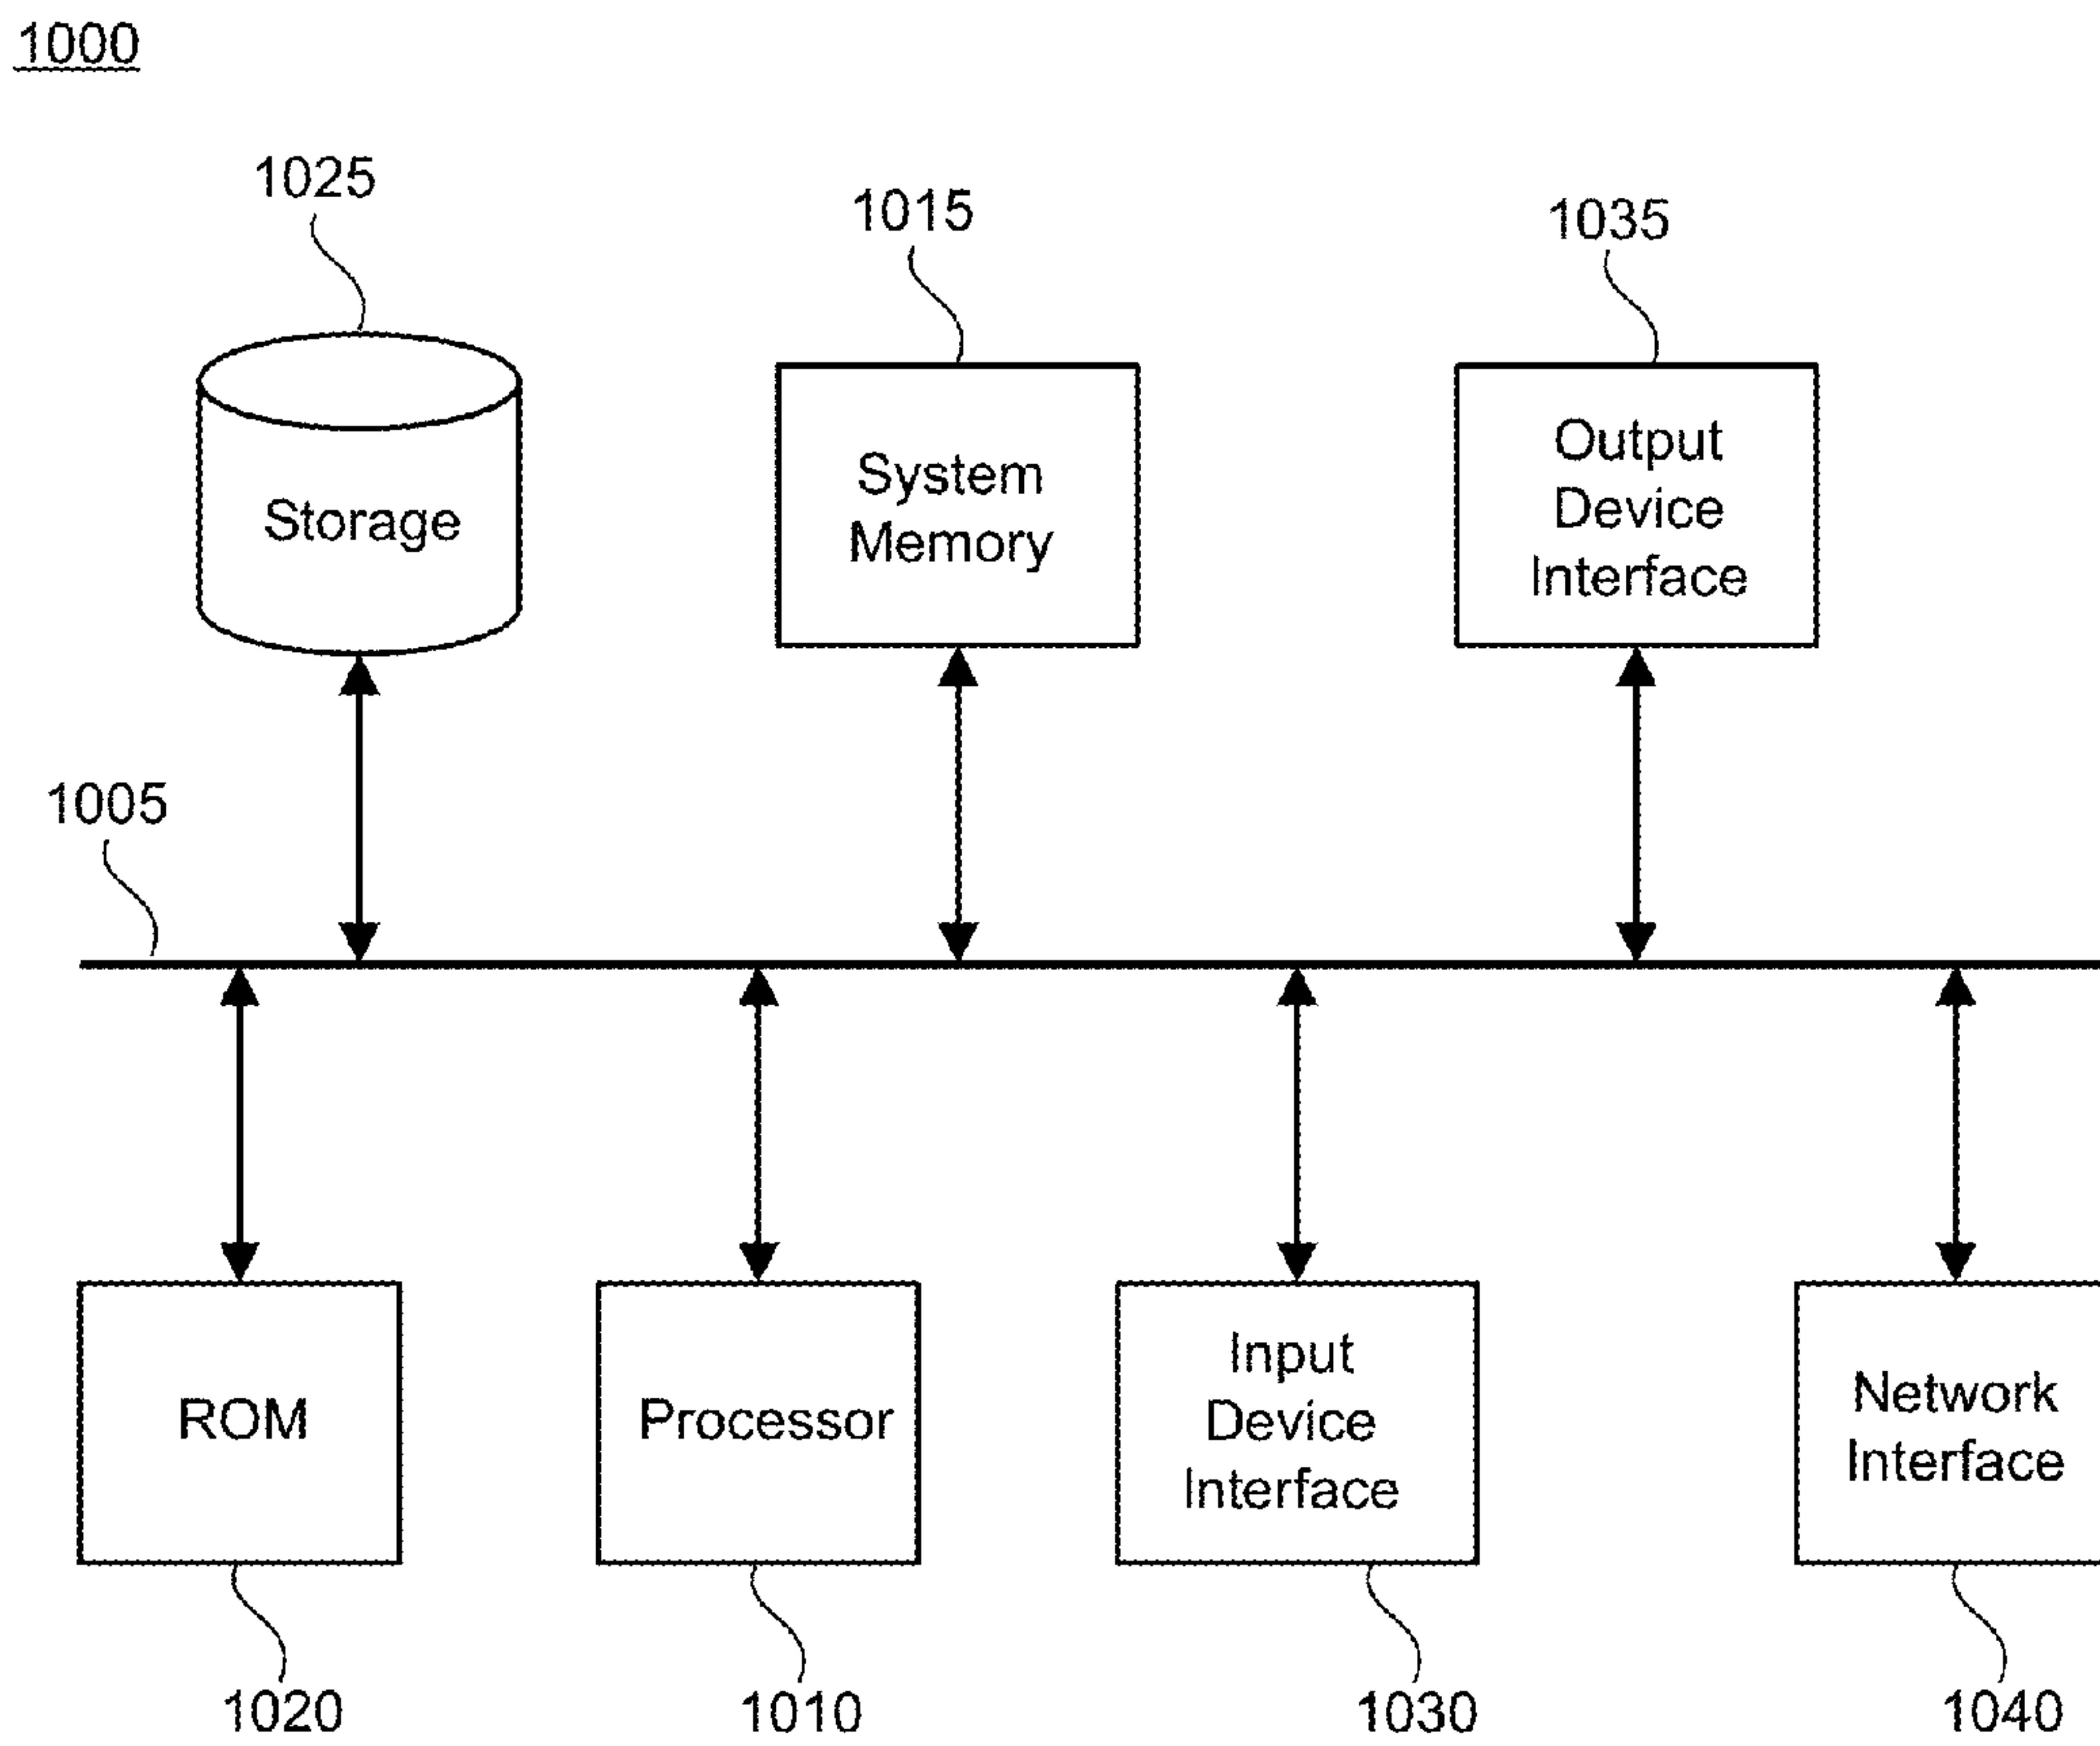 1000
1025
1015
1035
Storage
System
Memory
Output
Device
Interface
1005
ROM
Processor
Input
Device
Interface
Network
Interface
1020
1010
1030
1040